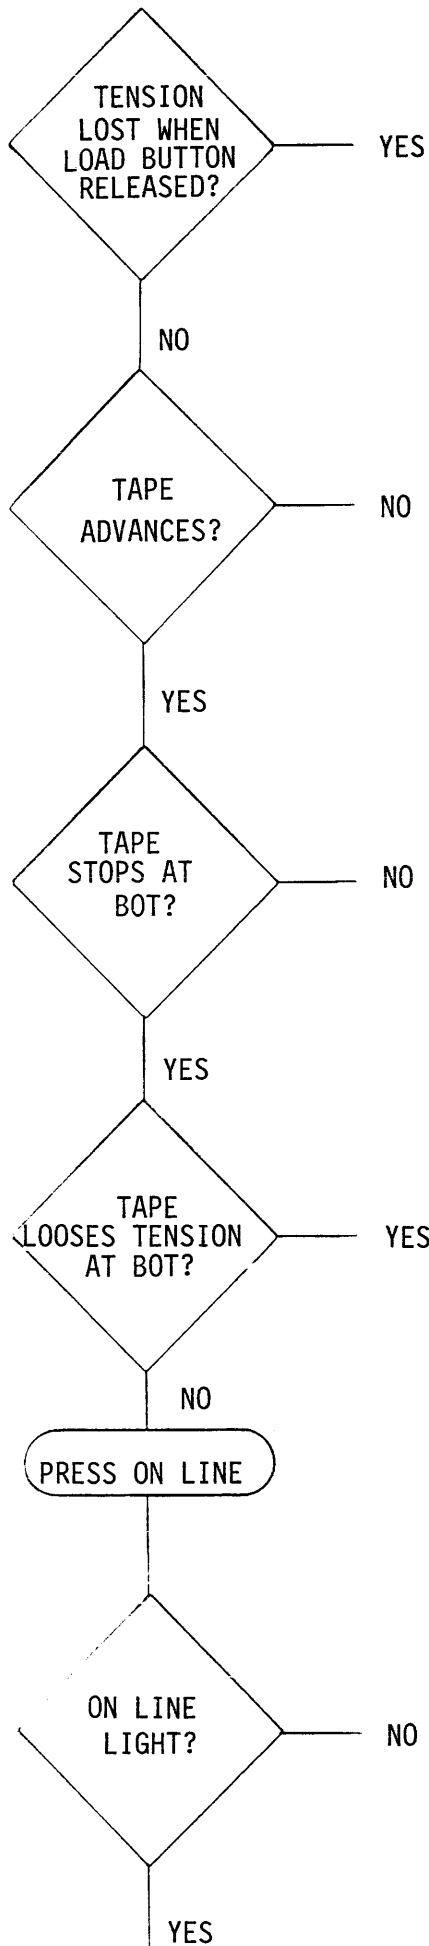 TENSION
LOST WHEN
LOAD BUTTON
RELEASED?
YES
NO
TAPE
ADVANCES?
NO
YES
TAPE
STOPS AT
BOT?
NO
YES
TAPE
LOOSES TENSION
AT BOT?
YES
NO
PRESS ON LINE
ON LINE
LIGHT?
NO
YES